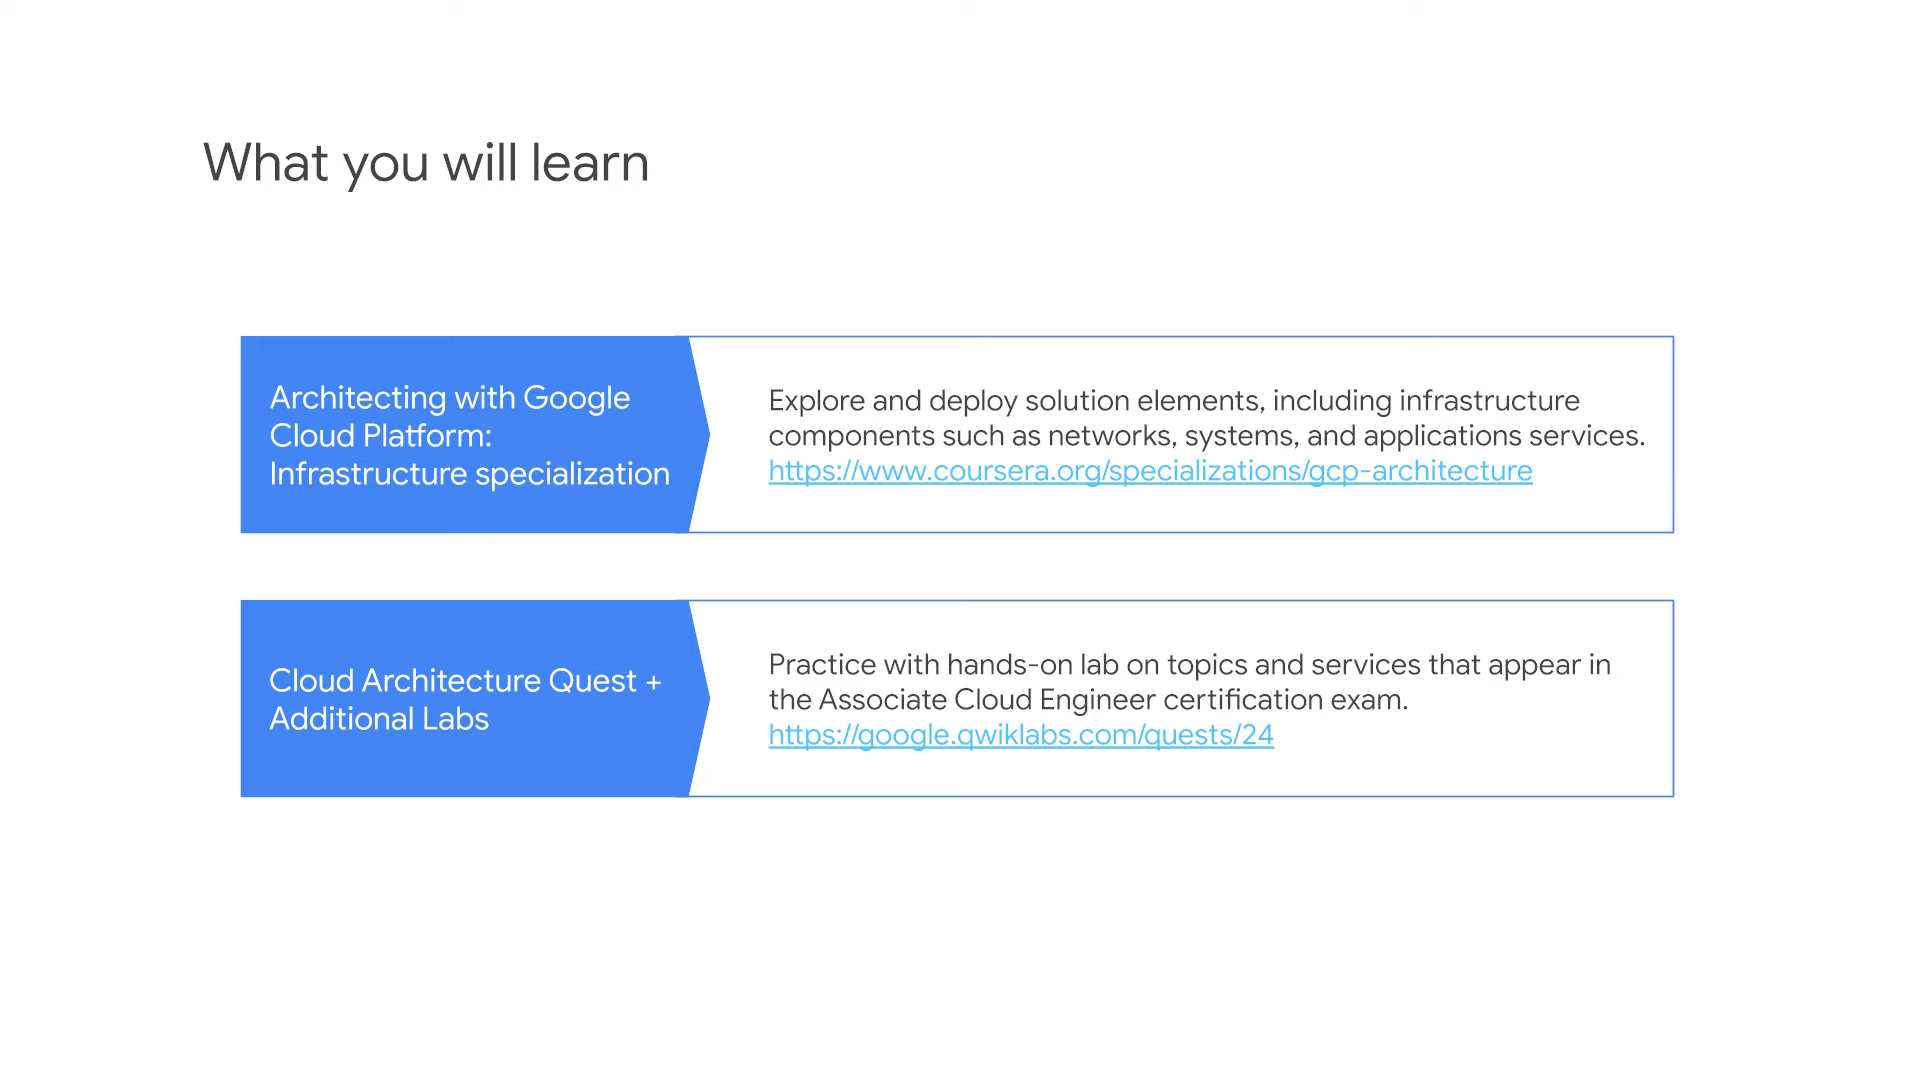 What you will learn
Architecting with Google
Cloud Platform:
Infrastructure specialization
Explore and deploy solution elements, including infrastructure
components such as networks, systems, and applications services.
https://www.coursera.org/specializations/gcp-architecture
Cloud Architecture Quest +
Additional Labs
Practice with hands-on lab on topics and services that appear in
the Associate Cloud Engineer certification exam.
https://google.qwiklabs.com/quests/24